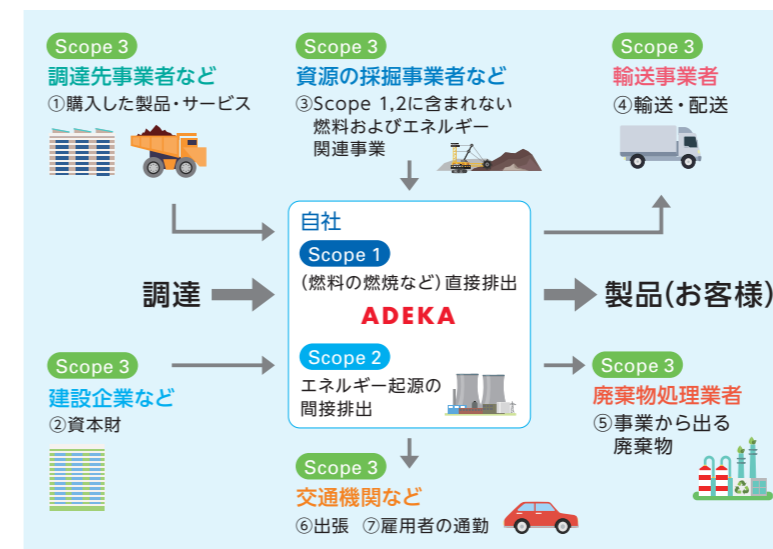 Scope 3
調達先事業者など
①購入した製品・サービス
Scope 3
資源の採掘事業者など
③Scope 1,2に含まれない
燃料およびエネルギー
関連事業
Scope 3
輸送事業者
④輸送・配送
自社
Scope 1
(燃料の燃焼など)直接排出
ADEKA
Scope 2
エネルギー起源の
間接排出
調達
製品(お客様)
Scope 3
建設企業など
②資本財
Scope 3
廃棄物処理業者
⑤事業から出る
廃棄物
Scope 3
交通機関など
⑥出張 ⑦雇用者の通勤